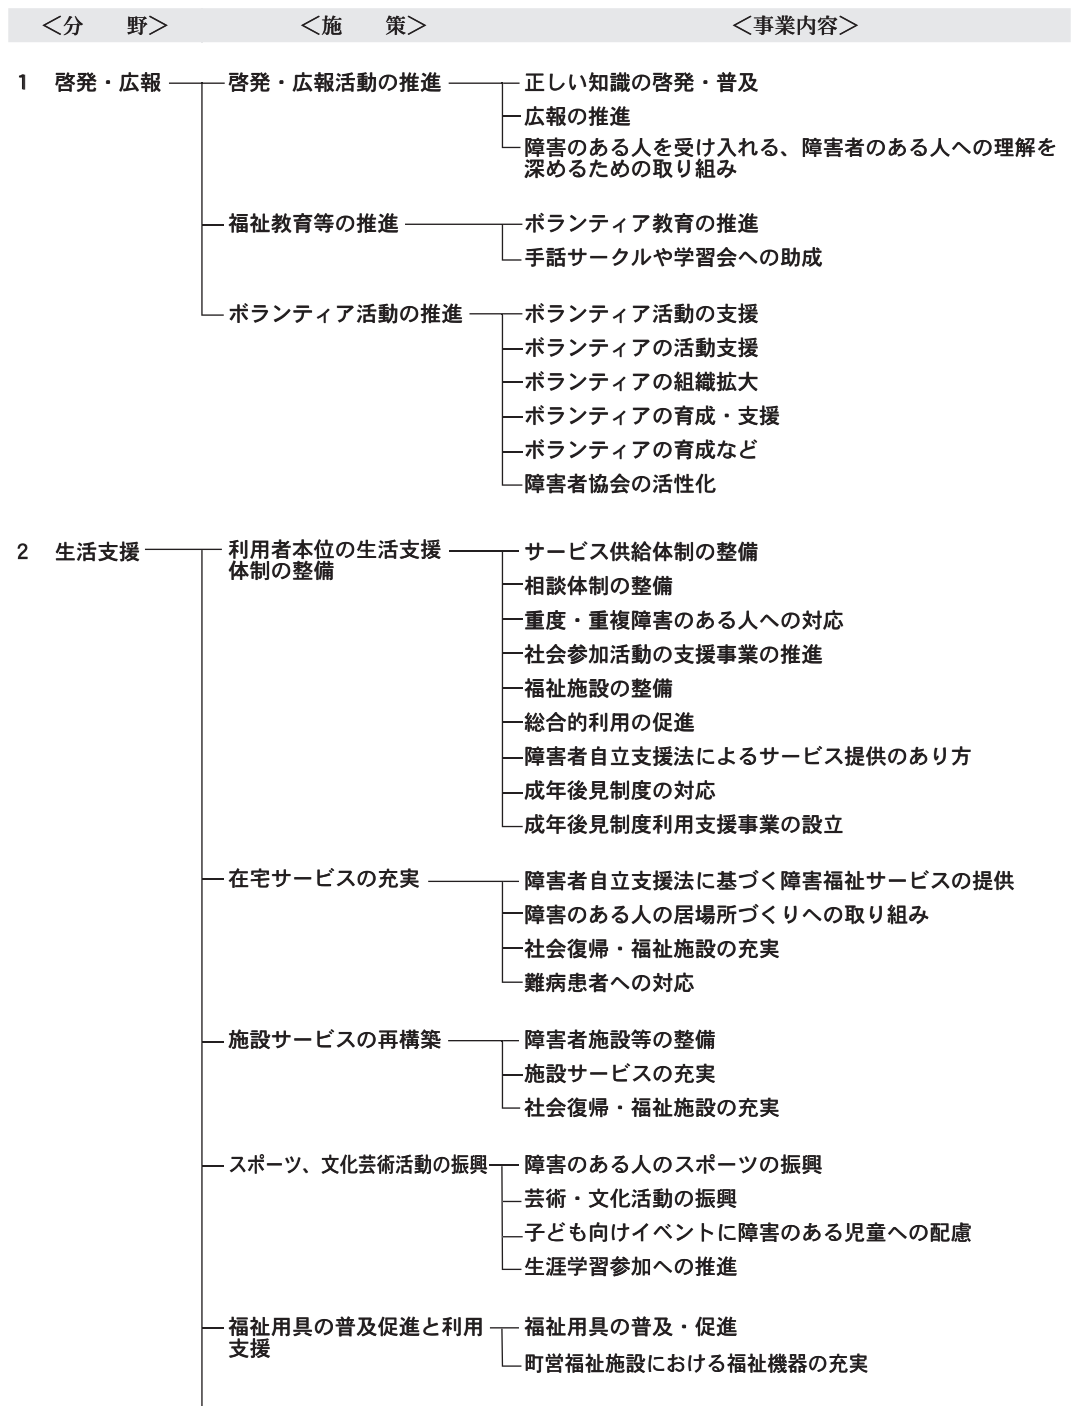 ＜分　野＞　＜施　策＞　＜事業内容＞
1　啓発・広報　啓発・広報活動の推進　正しい知識の啓発・普及
広報の推進
障害のある人を受け入れる、障害者のある人への理解を
深めるための取り組み
福祉教育等の推進　ボランティア教育の推進
手話サークルや学習会への助成
ボランティア活動の推進　ボランティア活動の支援
ボランティアの活動支援
ボランティアの組織拡大
ボランティアの育成・支援
ボランティアの育成など
障害者協会の活性化
2　生活支援　利用者本位の生活支援　サービス供給体制の整備
体制の整備
相談体制の整備
重度・重複障害のある人への対応
社会参加活動の支援事業の推進
福祉施設の整備
総合的利用の促進
障害者自立支援法によるサービス提供のあり方
成年後見制度の対応
成年後見制度利用支援事業の設立
在宅サービスの充実　障害者自立支援法に基づく障害福祉サービスの提供
障害のある人の居場所づくりへの取り組み
社会復帰・福祉施設の充実
難病患者への対応
施設サービスの再構築　障害者施設等の整備
施設サービスの充実
社会復帰・福祉施設の充実
スポーツ、文化芸術活動の振興　障害のある人のスポーツの振興
芸術・文化活動の振興
子ども向けイベントに障害のある児童への配慮
生涯学習参加への推進
福祉用具の普及促進と利用　福祉用具の普及・促進
支援
町営福祉施設における福祉機器の充実